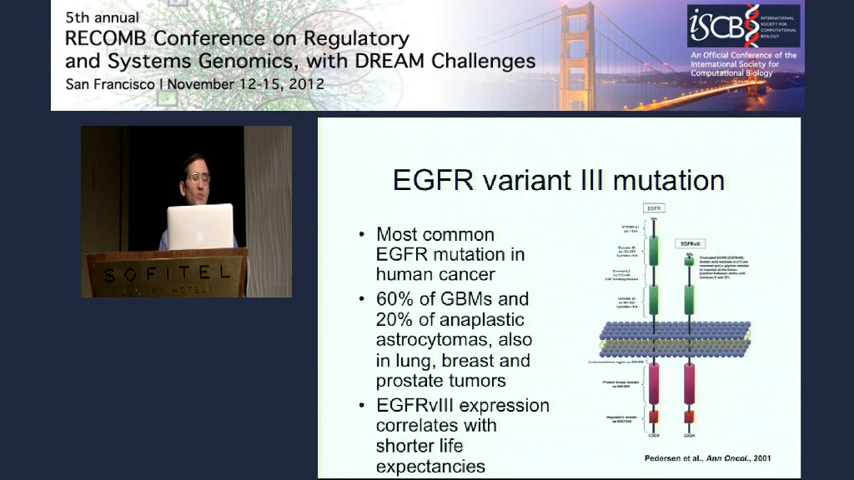 5th annual
RECOMB Conference on Regulatory
and Systems Genomics, with DREAM Challenges
San Francisco | November 12-15, 2012
iSCB
INTERNATIONAL
SOCIETY FOR
COMPUTATIONAL
BIOLOGY
An Official Conference of the
International Society for
Computational Biology
SOFITEL
LUXURY HOTELS
EGFR variant III mutation
• Most common
EGFR mutation in
human cancer
• 60% of GBMs and
20% of anaplastic
astrocytomas, also
in lung, breast and
prostate tumors
• EGFRvIII expression
correlates with
shorter life
expectancies
EGFR
EGFRvIII
COOH
COOH
Pedersen et al., Ann Oncol., 2001